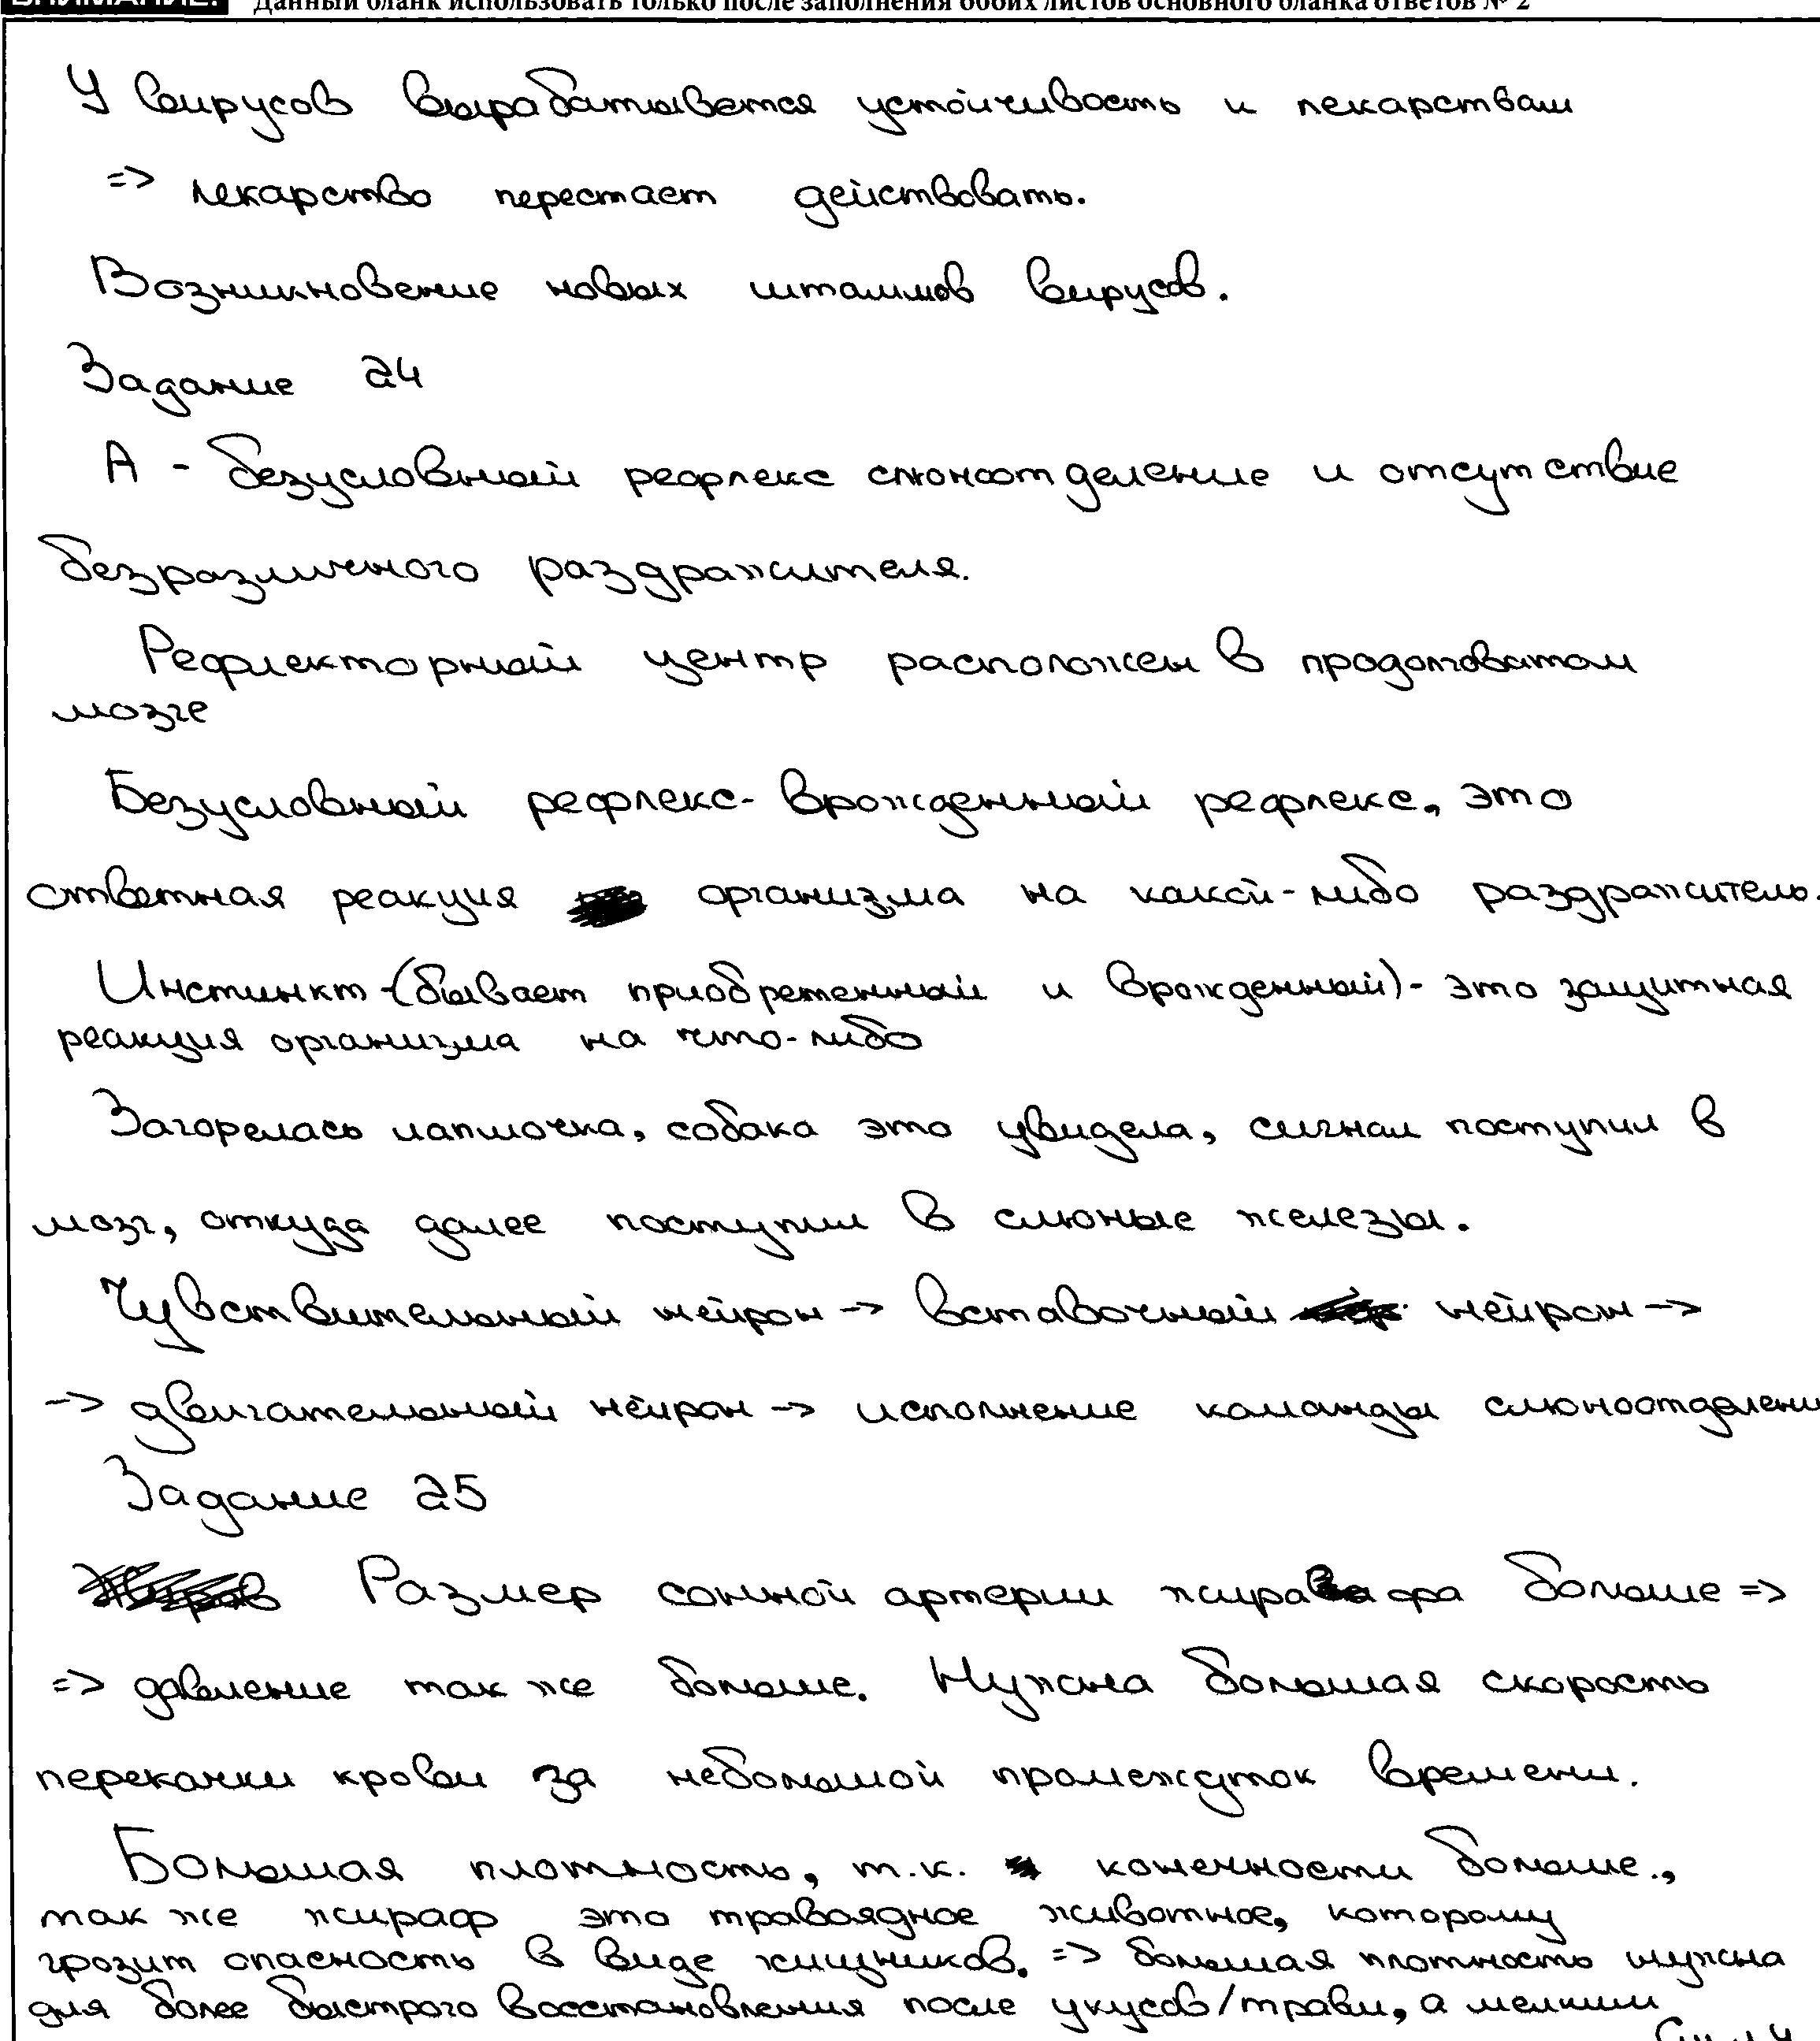 ВНИМАНИЕ! Данный бланк использовать только после заполнения обоих листов основного бланка ответов № 2
У вирусов вырабатывается устойчивость к лекарствам
=> лекарство перестает действовать.
Возникновение новых штаммов вирусов.
Задание 24
А - безусловный рефлекс слюноотделение и отсутствие
безразличного раздражителя.
Рефлекторный центр расположен в продолговатом
мозге
Безусловный рефлекс - врожденный рефлекс, это
ответная реакция организма на какой-либо раздражитель.
Инстинкт - (бывает приобретенный и врожденный) - это защитная
реакция организма на что-либо
Загорелась лапмочка, собака это увидела, сигнал поступил в
мозг, откуда далее поступил в слюные железы.
Чувствительный нейрон -> вставочный нейрон ->
-> двигательный нейрон -> исполнение команды слюноотделени
Задание 25
Размер сонной артерии жирафа больше =>
=> давление так же больше. Нужна большая скорость
перекачки крови за небольшой промежуток времени.
Большая плотность, т.к. конечности больше.,
так же жираф это травоядное животное, которому
грозит опасность в виде хищников. => большая плотность нужна
для более быстрого восстановления после укусов/травм, а мелким